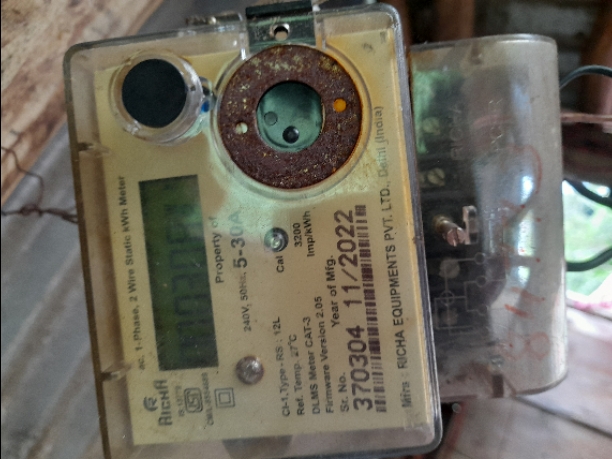 RICHA
ac, 1-Phase, 2 Wire Static kWh Meter
Property of
240V, 50Hz, 5-30A
Cal
3200
Imp/kWh
Cl-1, Type - RS : 12L
Ref. Temp. 27°C
DLMS Meter CAT-3
Firmware Version 2.05
Sr. No. Year of Mfg.
370304 11/2022
Mfrs : RICHA EQUIPMENTS PVT. LTD., Delhi (India)
RICHA